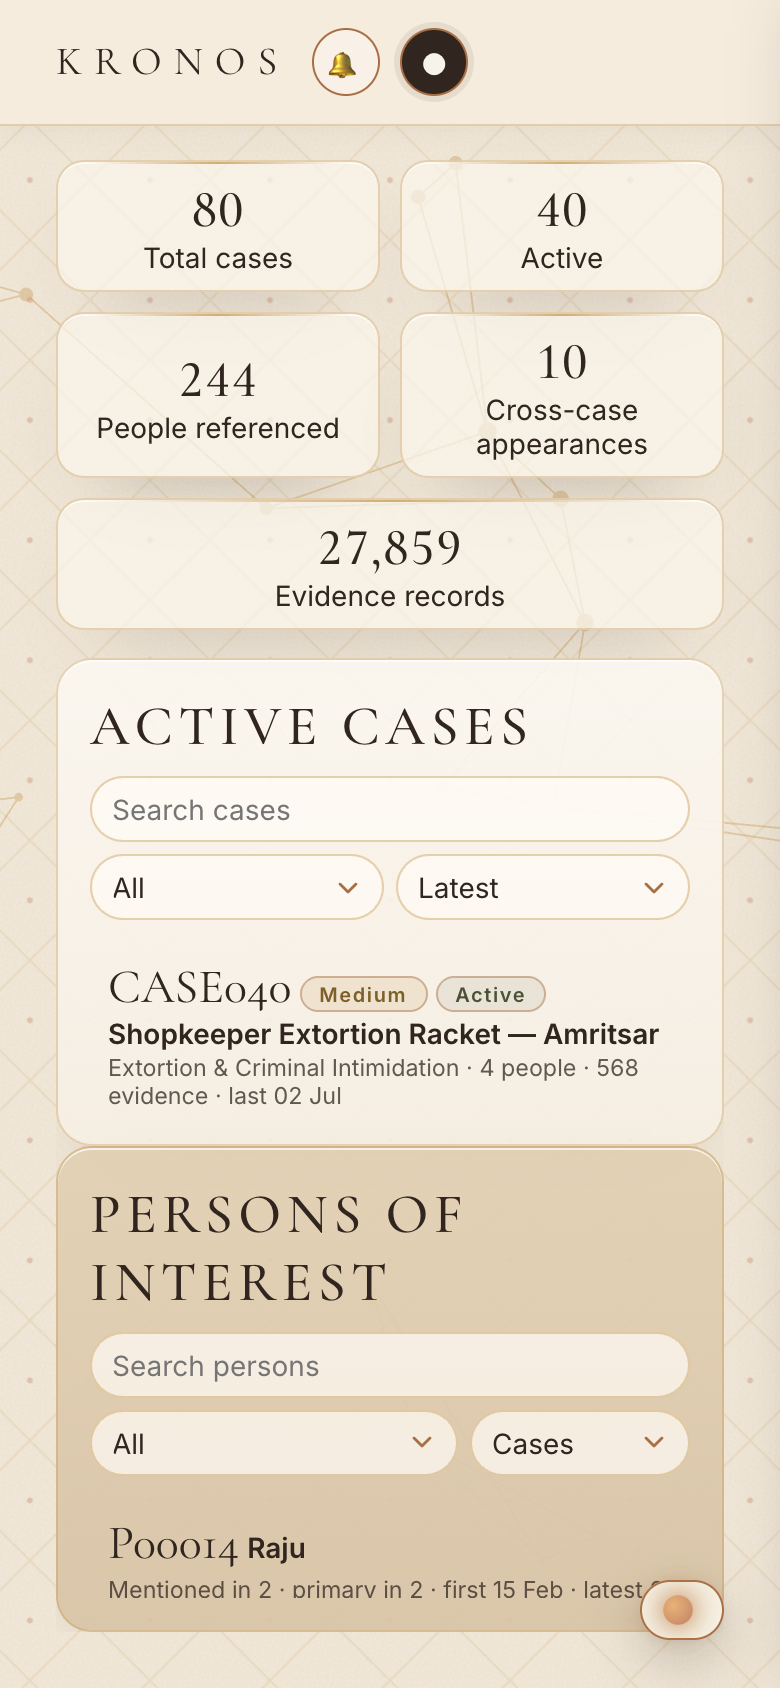 KRONOS
80
Total cases
40
Active
244
People referenced
10
Cross-case
appearances
27,859
Evidence records
ACTIVE CASES
Search cases
All
Latest
CASE040 Medium Active
Shopkeeper Extortion Racket — Amritsar
Extortion & Criminal Intimidation · 4 people · 568
evidence · last 02 Jul
PERSONS OF
INTEREST
Search persons
All
Cases
P00014 Raju
Mentioned in 2 · primary in 2 · first 15 Feb · latest